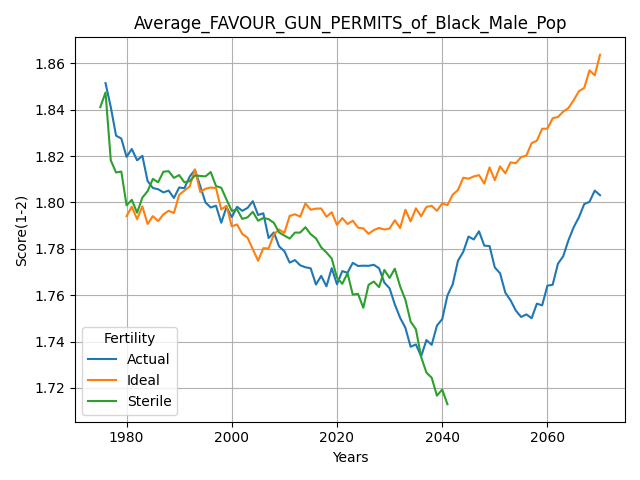 Average_FAVOUR_GUN_PERMITS_of_Black_Male_Pop
Score(1-2)
1.86
1.84
1.82
1.80
1.78
1.76
1.74
1.72
Fertility
Actual
Ideal
Sterile
1980 2000 2020 2040 2060
Years